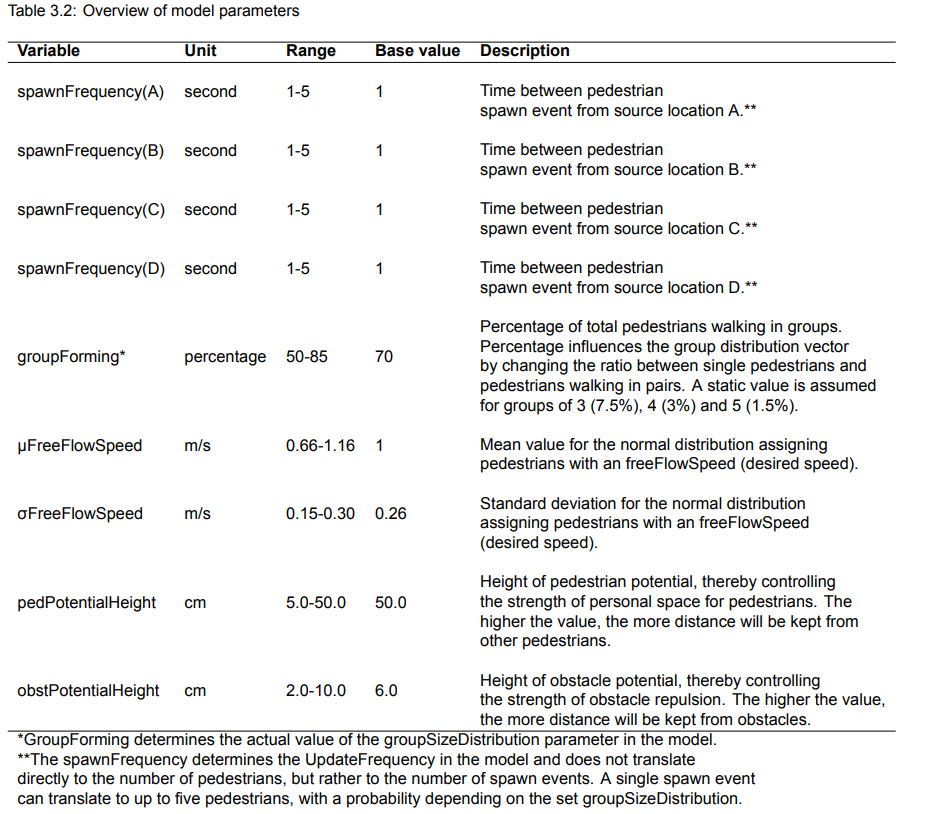 Table 3.2: Overview of model parameters
Variable Unit Range Base value Description
spawnFrequency(A) second 1-5 1 Time between pedestrian
spawn event from source location A.**
spawnFrequency(B) second 1-5 1 Time between pedestrian
spawn event from source location B.**
spawnFrequency(C) second 1-5 1 Time between pedestrian
spawn event from source location C.**
spawnFrequency(D) second 1-5 1 Time between pedestrian
spawn event from source location D.**
Percentage of total pedestrians walking in groups.
groupForming* percentage 50-85 70 Percentage influences the group distribution vector
by changing the ratio between single pedestrians and
pedestrians walking in pairs. A static value is assumed
for groups of 3 (7.5%), 4 (3%) and 5 (1.5%).
μFreeFlowSpeed m/s 0.66-1.16 1 Mean value for the normal distribution assigning
pedestrians with an freeFlowSpeed (desired speed).
Standard deviation for the normal distribution
σFreeFlowSpeed m/s 0.15-0.30 0.26 assigning pedestrians with an freeFlowSpeed
(desired speed).
Height of pedestrian potential, thereby controlling
pedPotentialHeight cm 5.0-50.0 50.0 the strength of personal space for pedestrians. The
higher the value, the more distance will be kept from
other pedestrians.
Height of obstacle potential, thereby controlling
obstPotentialHeight cm 2.0-10.0 6.0 the strength of obstacle repulsion. The higher the value,
the more distance will be kept from obstacles.
*GroupForming determines the actual value of the groupSizeDistribution parameter in the model.
**The spawnFrequency determines the UpdateFrequency in the model and does not translate
directly to the number of pedestrians, but rather to the number of spawn events. A single spawn event
can translate to up to five pedestrians, with a probability depending on the set groupSizeDistribution.